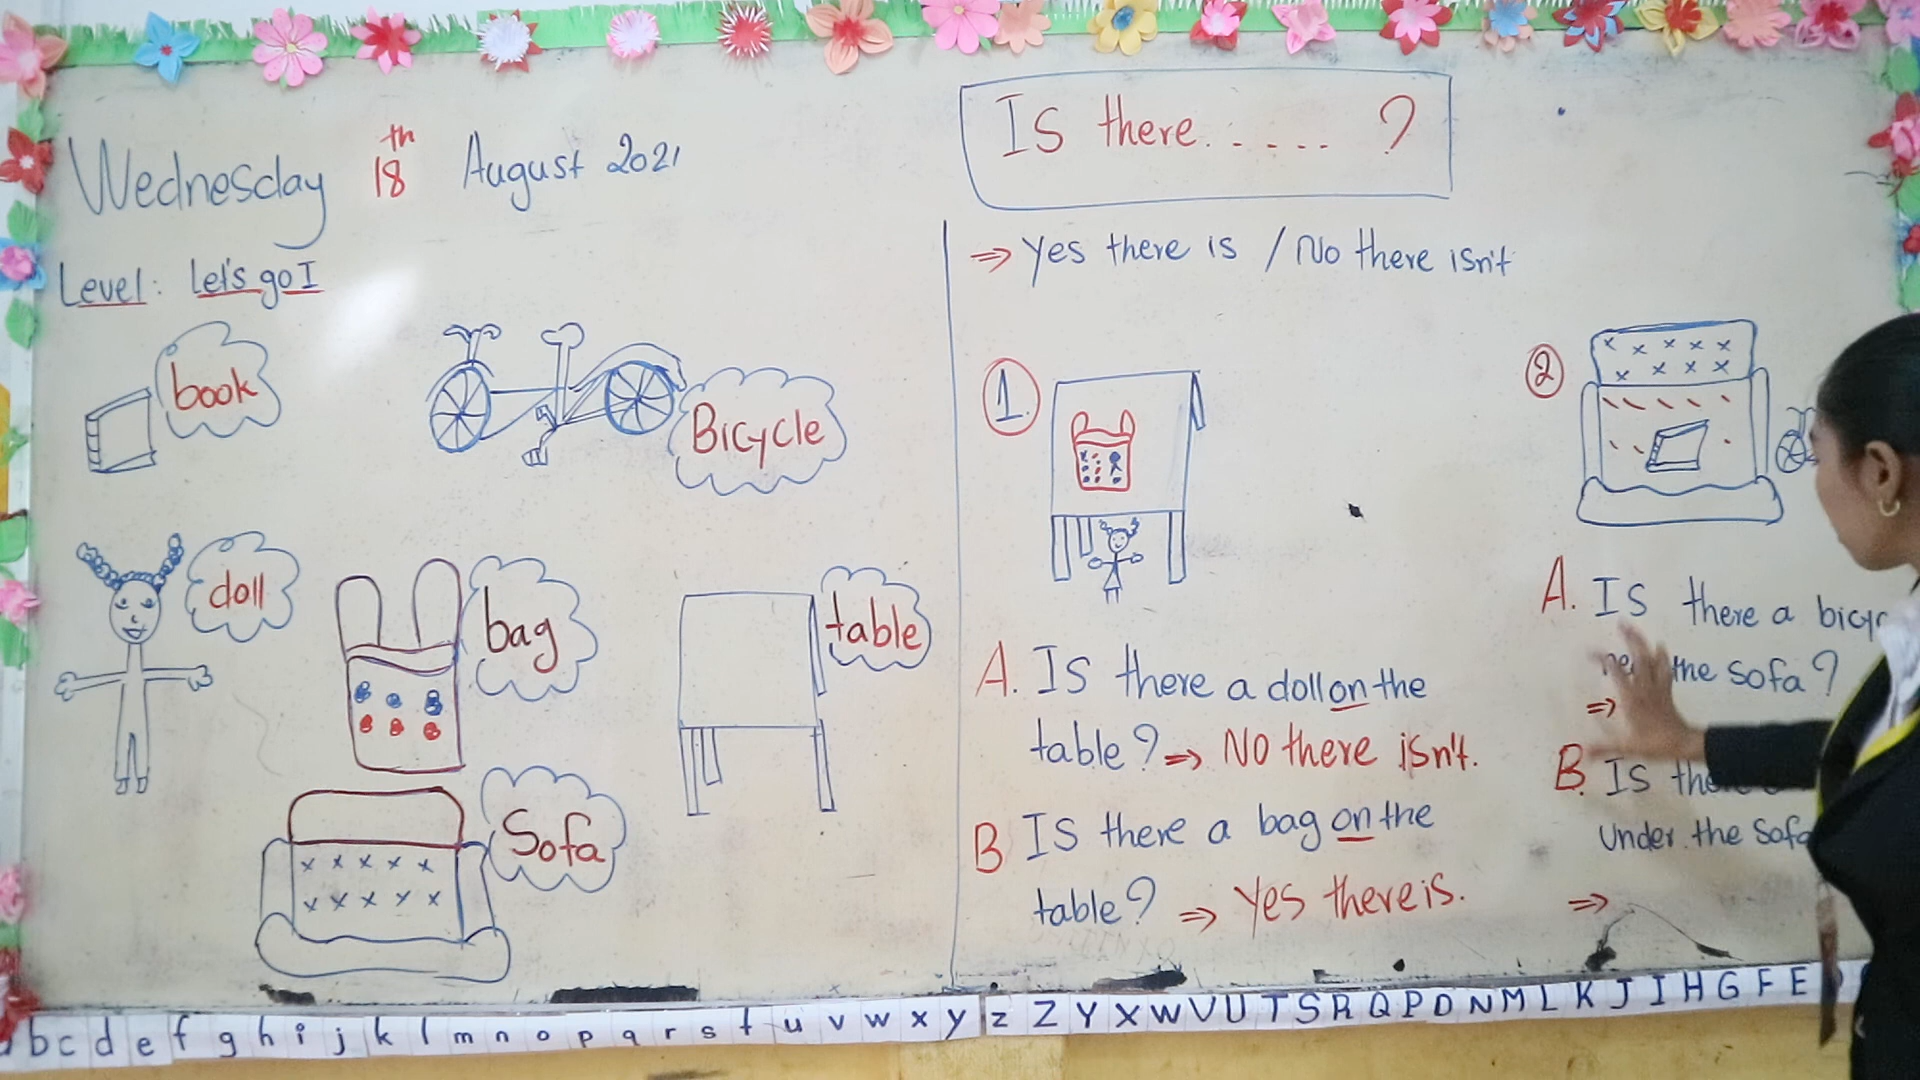 Wednesday 18th August 2021
Level: Let's go I
book
Bicycle
doll
bag
table
Sofa
Is there. . . . . . ?
⇒ Yes there is / No there isn't
1.
A. Is there a doll on the
table? ⇒ No there isn't.
B Is there a bag on the
table? ⇒ Yes there is.
2
A. Is there a
the sofa?
⇒
B. Is
Under the Sofa
⇒
b c d e f g h i j k l m n o p q r s t u v w x y z Z Y X W V U T S R Q P O N M L K J I H G F E